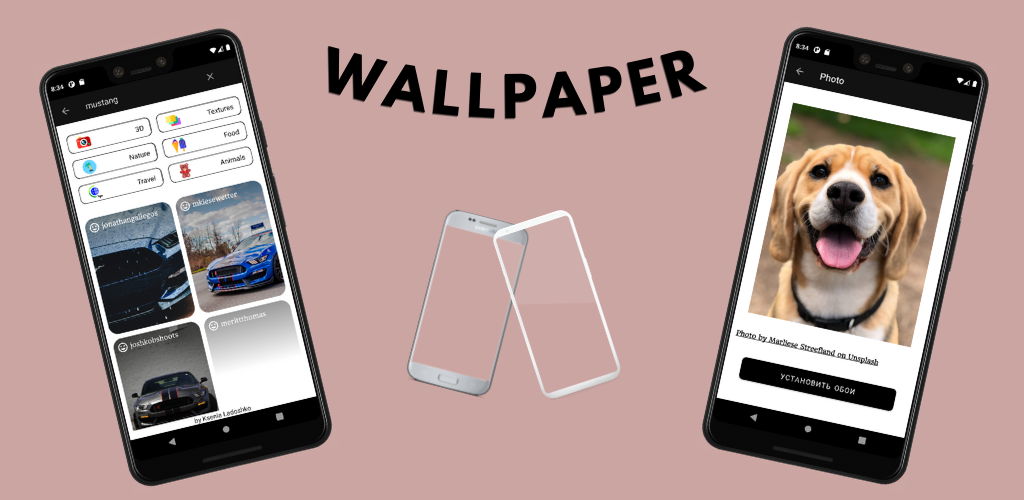 WALLPAPER
8:34
mustang
3D
Textures
Nature
Food
Travel
Animals
jonathangallegos
mkiesewetter
joshkobshoots
merittthomas
by Ksenia Ladoshko
8:34
Photo
Photo by Marliese Streefland on Unsplash
УСТАНОВИТЬ ОБОИ